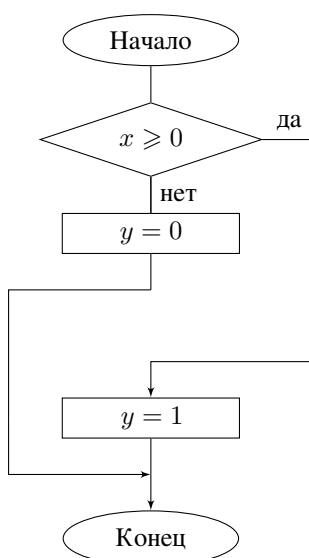 Начало
x ⩾ 0
да
нет
y = 0
y = 1
Конец